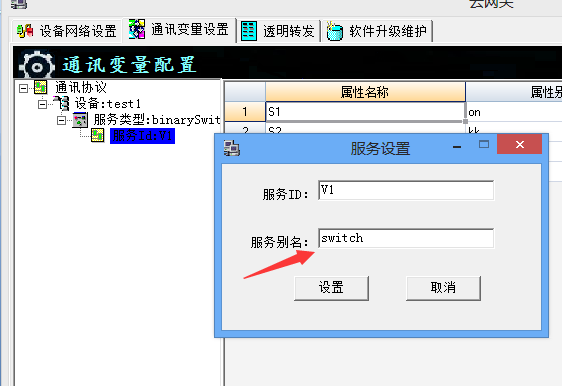 云网关
设备网络设置 通讯变量设置 透明转发 软件升级维护
通讯变量配置
通讯协议
设备:test1
服务类型:binarySwit
服务id:V1
属性名称 属性别
1 S1 on
2 S2 kk
服务设置
服务ID: V1
服务别名: switch
设置 取消